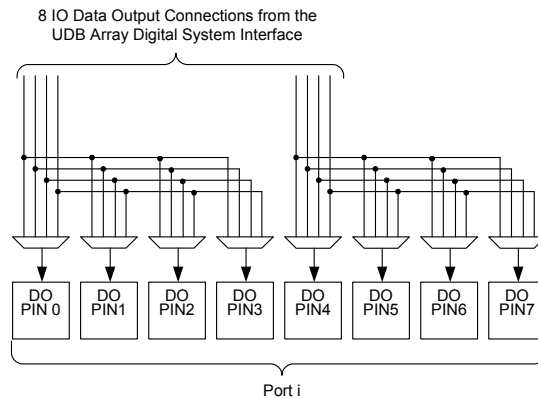 8 IO Data Output Connections from the
UDB Array Digital System Interface
DO
PIN 0
DO
PIN1
DO
PIN2
DO
PIN3
DO
PIN4
DO
PIN5
DO
PIN6
DO
PIN7
Port i